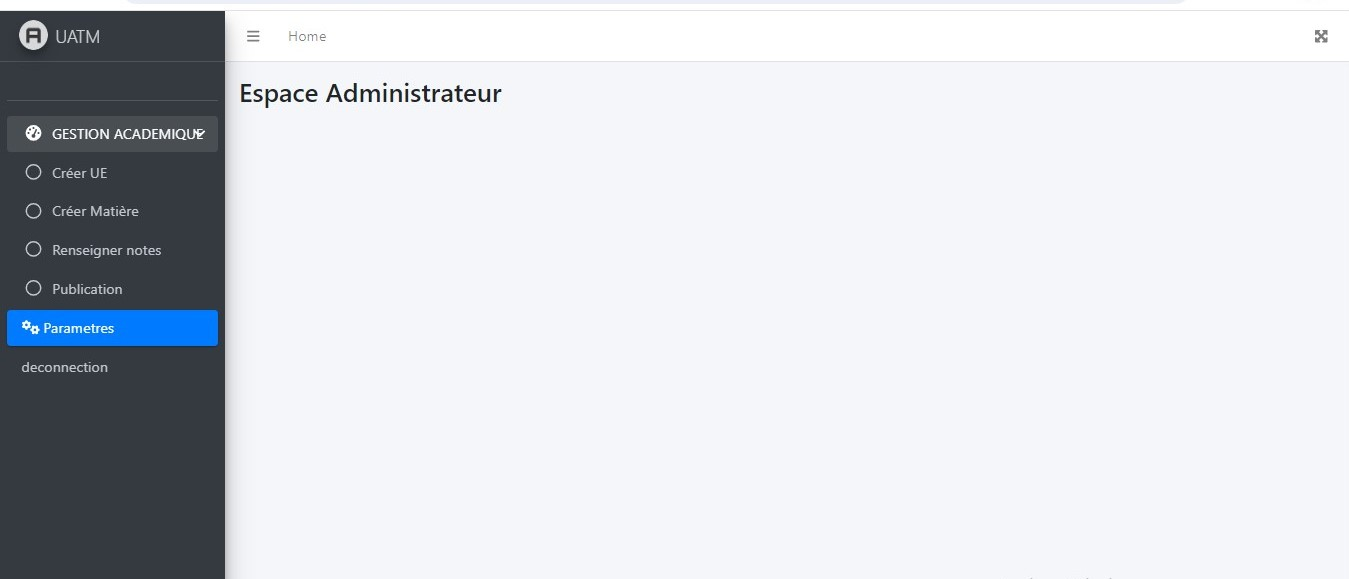 UATM
Home
Espace Administrateur
GESTION ACADEMIQUE
Créer UE
Créer Matière
Renseigner notes
Publication
Parametres
deconnection